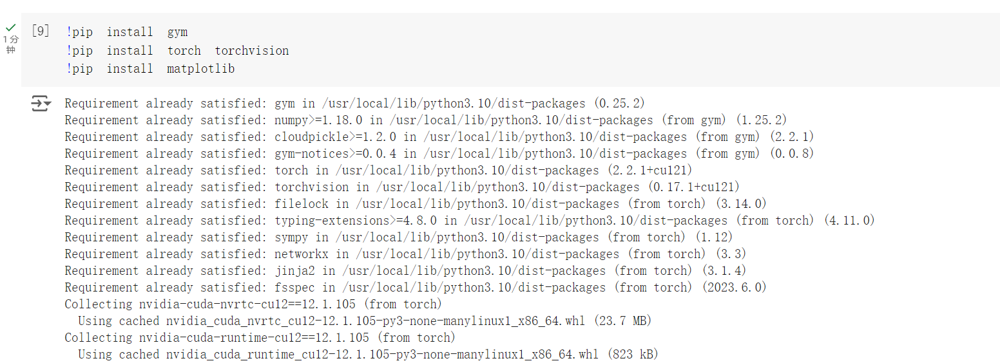 [9]
1 分
钟
!pip install gym
!pip install torch torchvision
!pip install matplotlib
Requirement already satisfied: gym in /usr/local/lib/python3.10/dist-packages (0.25.2)
Requirement already satisfied: numpy>=1.18.0 in /usr/local/lib/python3.10/dist-packages (from gym) (1.25.2)
Requirement already satisfied: cloudpickle>=1.2.0 in /usr/local/lib/python3.10/dist-packages (from gym) (2.2.1)
Requirement already satisfied: gym-notices>=0.0.4 in /usr/local/lib/python3.10/dist-packages (from gym) (0.0.8)
Requirement already satisfied: torch in /usr/local/lib/python3.10/dist-packages (2.2.1+cu121)
Requirement already satisfied: torchvision in /usr/local/lib/python3.10/dist-packages (0.17.1+cu121)
Requirement already satisfied: filelock in /usr/local/lib/python3.10/dist-packages (from torch) (3.14.0)
Requirement already satisfied: typing-extensions>=4.8.0 in /usr/local/lib/python3.10/dist-packages (from torch) (4.11.0)
Requirement already satisfied: sympy in /usr/local/lib/python3.10/dist-packages (from torch) (1.12)
Requirement already satisfied: networkx in /usr/local/lib/python3.10/dist-packages (from torch) (3.3)
Requirement already satisfied: jinja2 in /usr/local/lib/python3.10/dist-packages (from torch) (3.1.4)
Requirement already satisfied: fsspec in /usr/local/lib/python3.10/dist-packages (from torch) (2023.6.0)
Collecting nvidia-cuda-nvrtc-cu12==12.1.105 (from torch)
  Using cached nvidia_cuda_nvrtc_cu12-12.1.105-py3-none-manylinux1_x86_64.whl (23.7 MB)
Collecting nvidia-cuda-runtime-cu12==12.1.105 (from torch)
  Using cached nvidia_cuda_runtime_cu12-12.1.105-py3-none-manylinux1_x86_64.whl (823 kB)